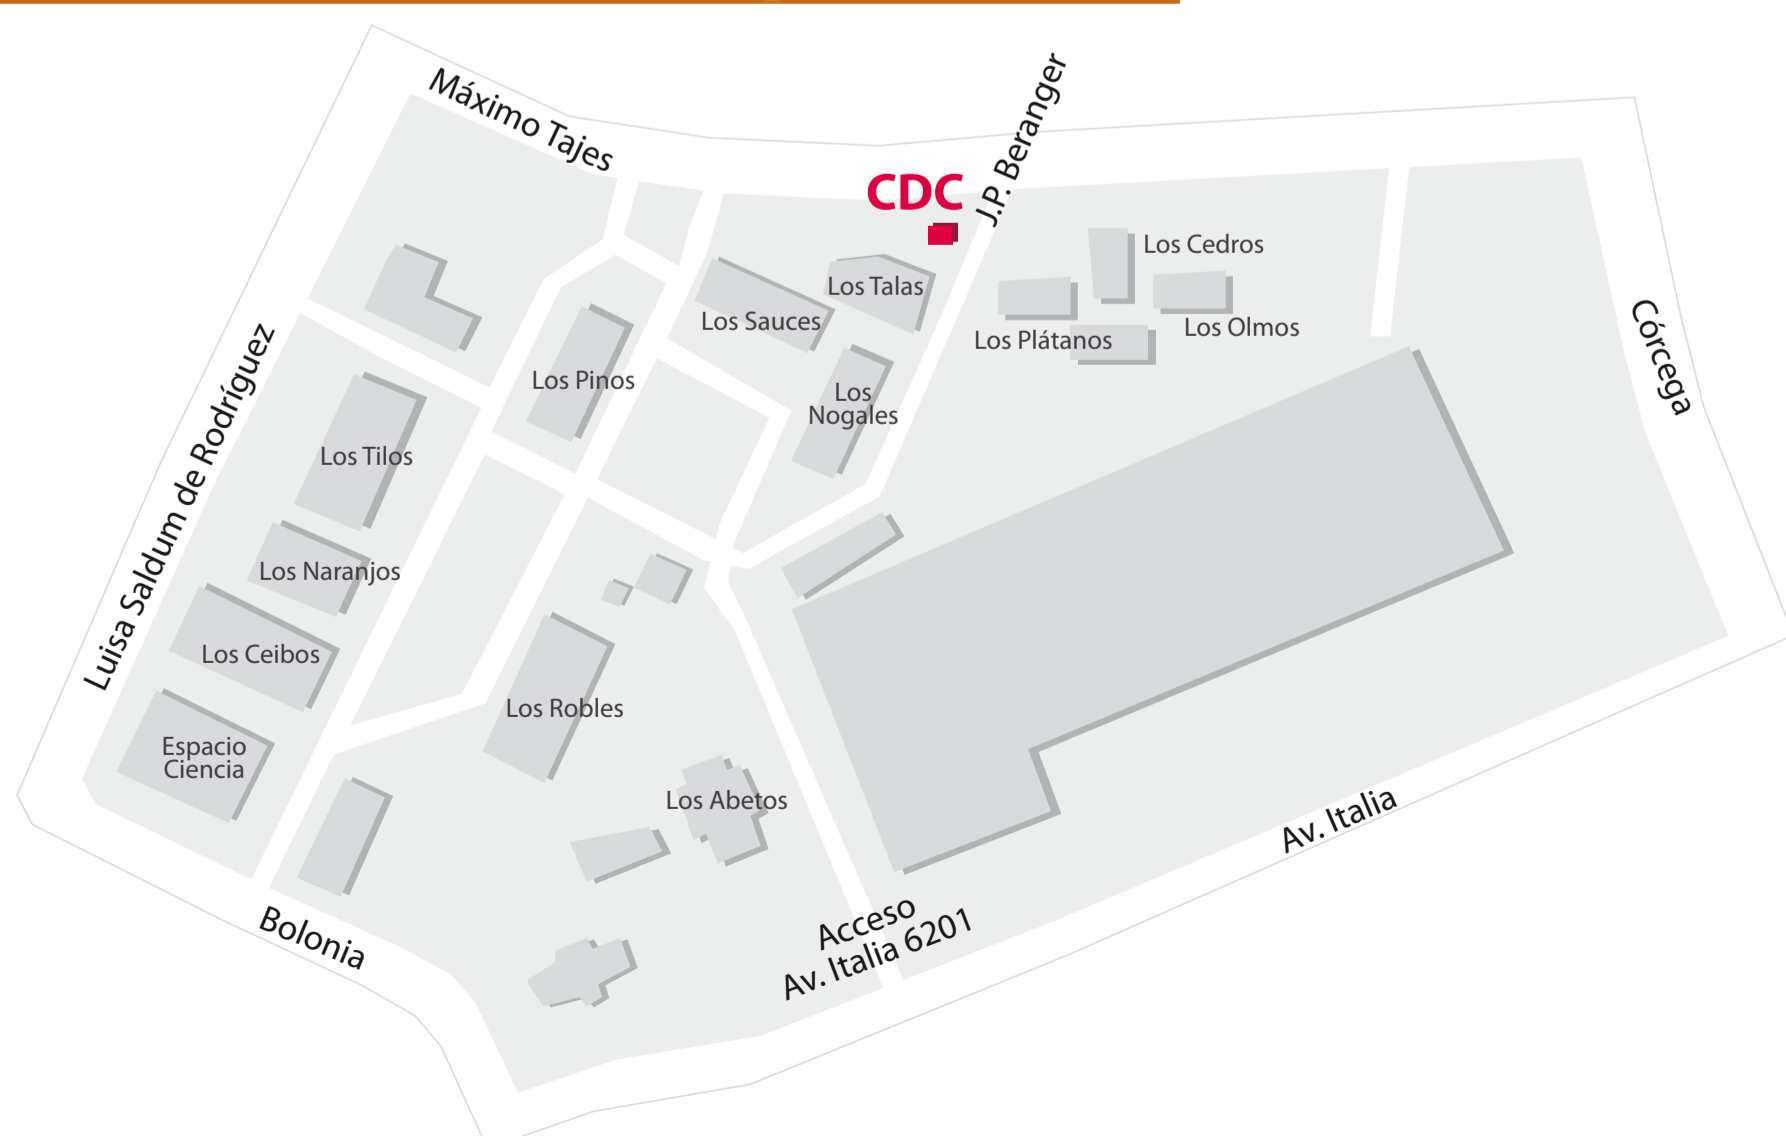 Máximo Tajes
J.P. Beranger
CDC
Los Cedros
Los Talas
Los Sauces
Los Olmos
Los Plátanos
Córcega
Los Pinos
Los
Nogales
Luisa Saldum de Rodríguez
Los Tilos
Los Naranjos
Los Ceibos
Los Robles
Espacio
Ciencia
Los Abetos
Av. Italia
Bolonia
Acceso
Av. Italia 6201